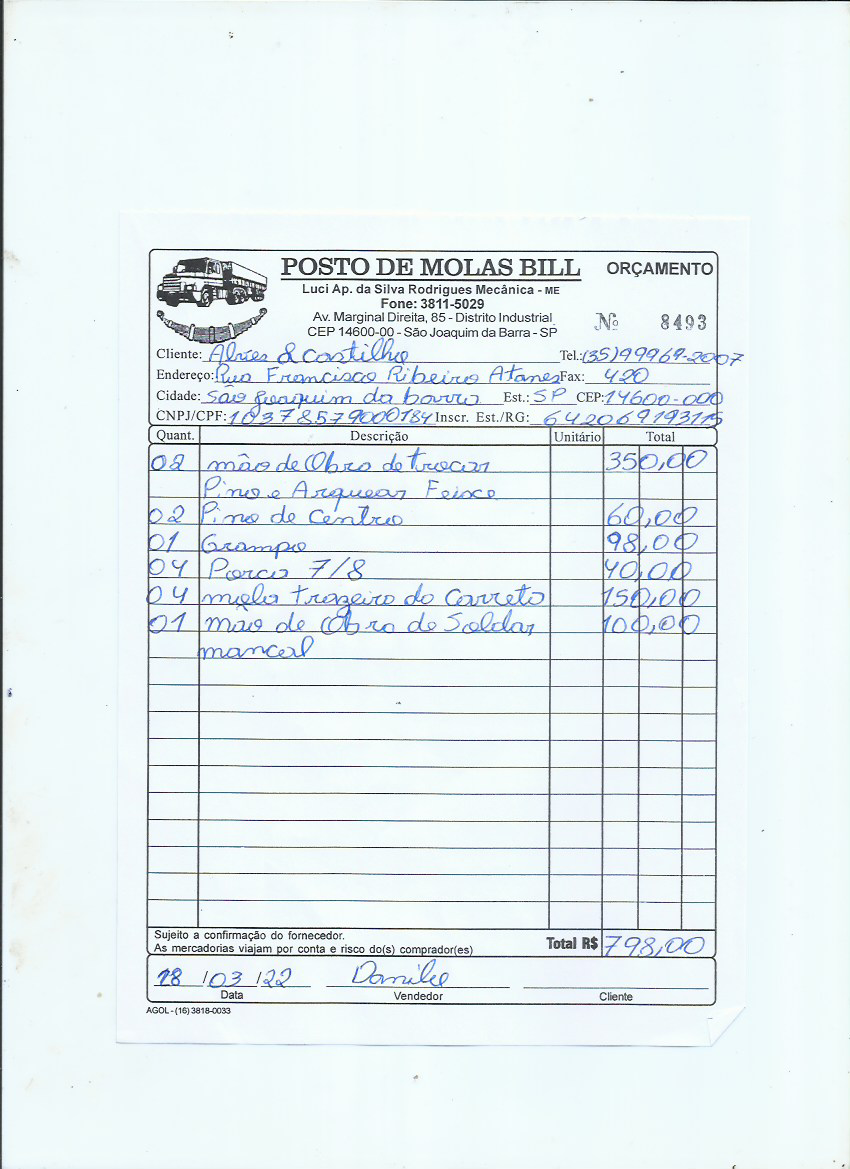 POSTO DE MOLAS BILL
ORÇAMENTO
Luci Ap. da Silva Rodrigues Mecânica - ME
Fone: 3811-5029
Av. Marginal Direita, 85 - Distrito Industrial
Nº 8493
CEP 14600-00 - São Joaquim da Barra - SP
Cliente: Alves & Castilho Tel.: (35)99969-2007
Endereço: Rua Francisco Ribeiro Atanes Fax: 420
Cidade: São Joaquim da barra Est.: SP CEP: 14600-000
CNPJ/CPF: 10378579000184 Inscr. Est./RG: 642069193115
Quant. Descrição Unitário Total
02 mão de Obra de trocar 350,00
Pino e Arquear Feixe
02 Pino de Centro 60,00
01 Grampo 98,00
04 Porca 7/8 40,00
04 mola trazeiro do Carreto 150,00
01 mão de Obra de Soldar 100,00
mancal
Sujeito a confirmação do fornecedor.
As mercadorias viajam por conta e risco do(s) comprador(es)
Total R$ 798,00
18/03/22 Danilo
Data Vendedor Cliente
AGOL - (16) 3818-0033